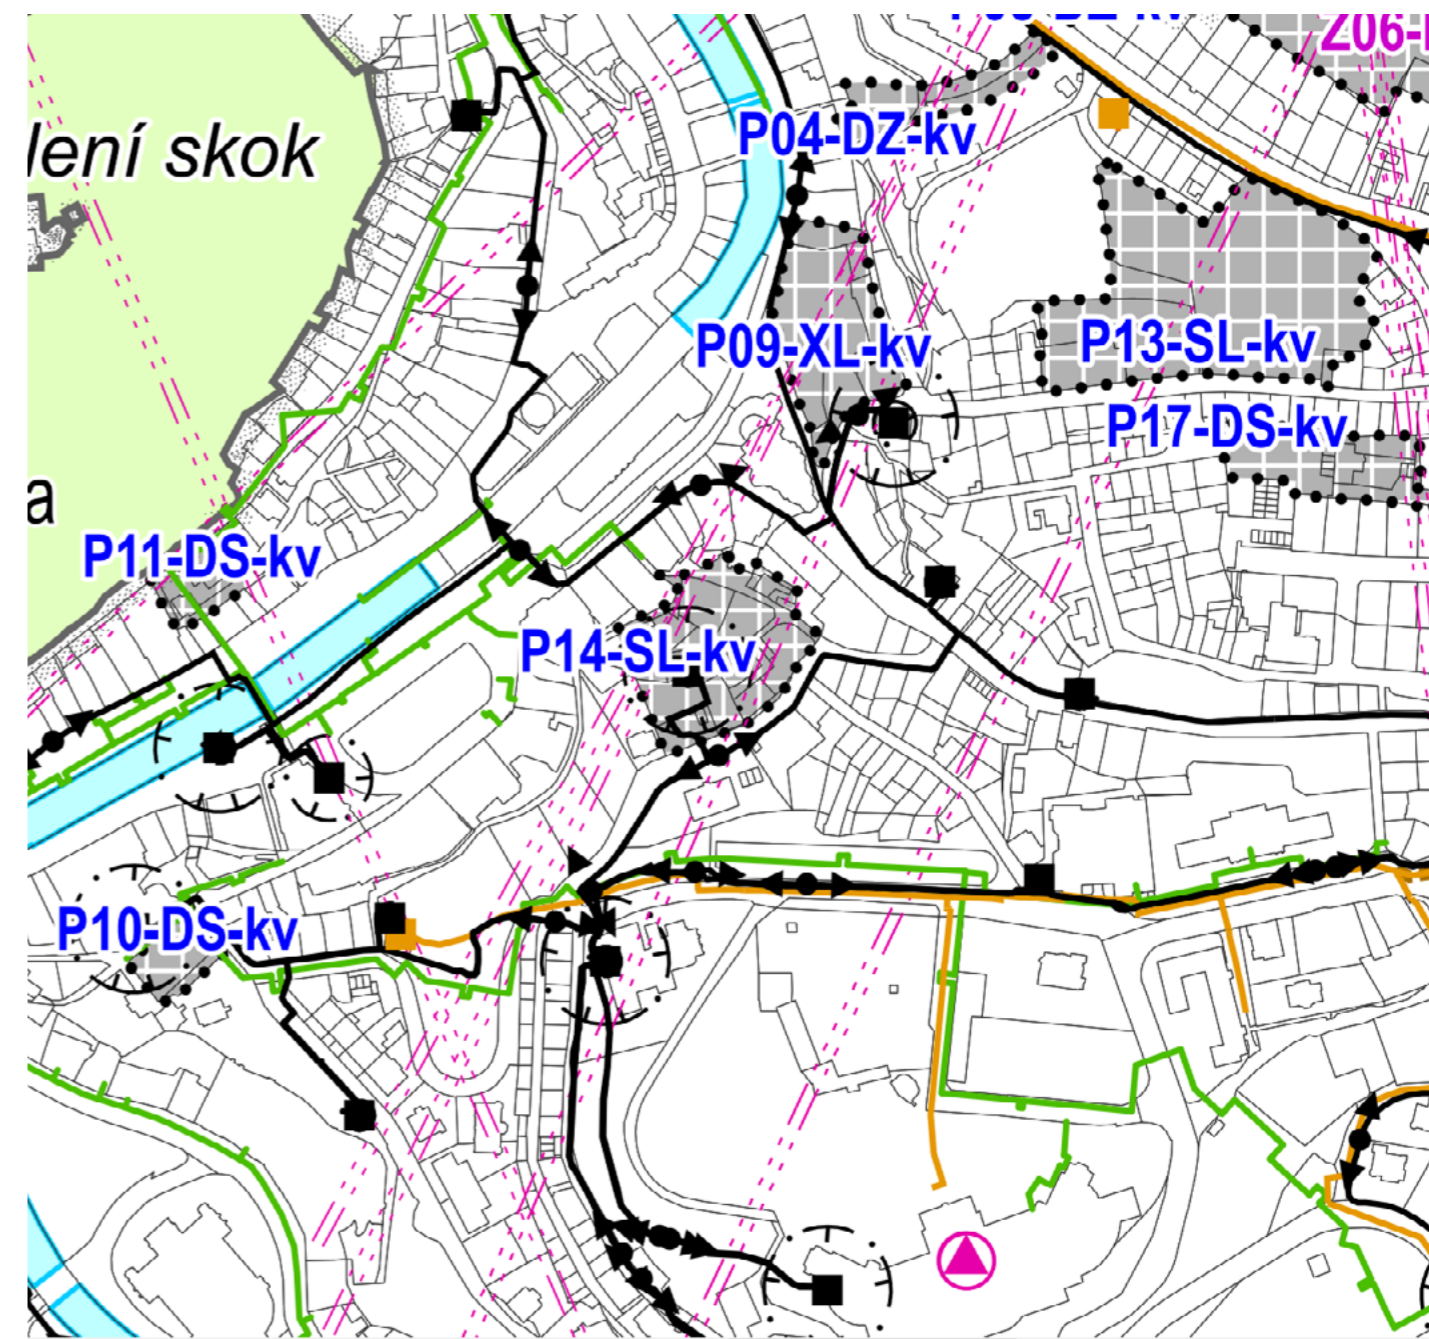 P04-DZ-kv
lení skok
P09-XL-kv
P13-SL-kv
P17-DS-kv
a
P11-DS-kv
P14-SL-kv
P10-DS-kv